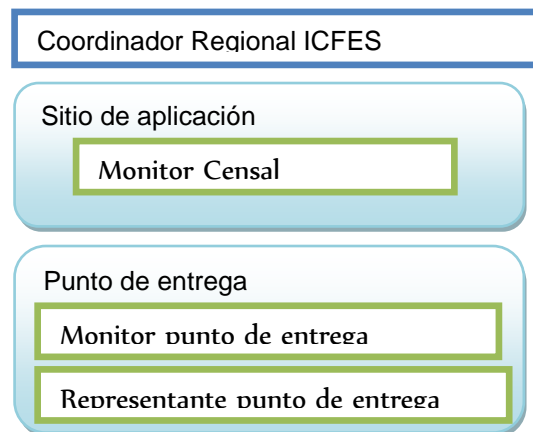 Coordinador Regional ICFES
Sitio de aplicación
Monitor Censal
Punto de entrega
Monitor punto de entrega
Representante punto de entrega